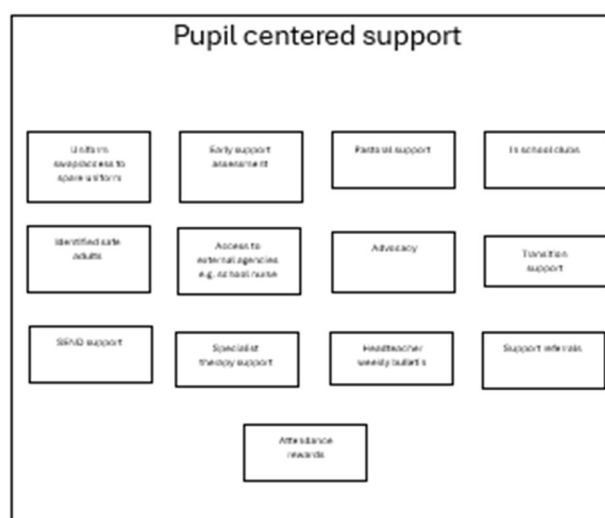 Pupil centered support
Uniform
swap/access to
spare uniform
Early support
assessment
Pastoral support
In school clubs
Identified safe
adults
Access to
external agencies
e.g. school nurse
Advocacy
Transition
support
SEND support
Specialist
therapy support
Headteacher
weekly bulletin
Support referrals
Attendance
rewards